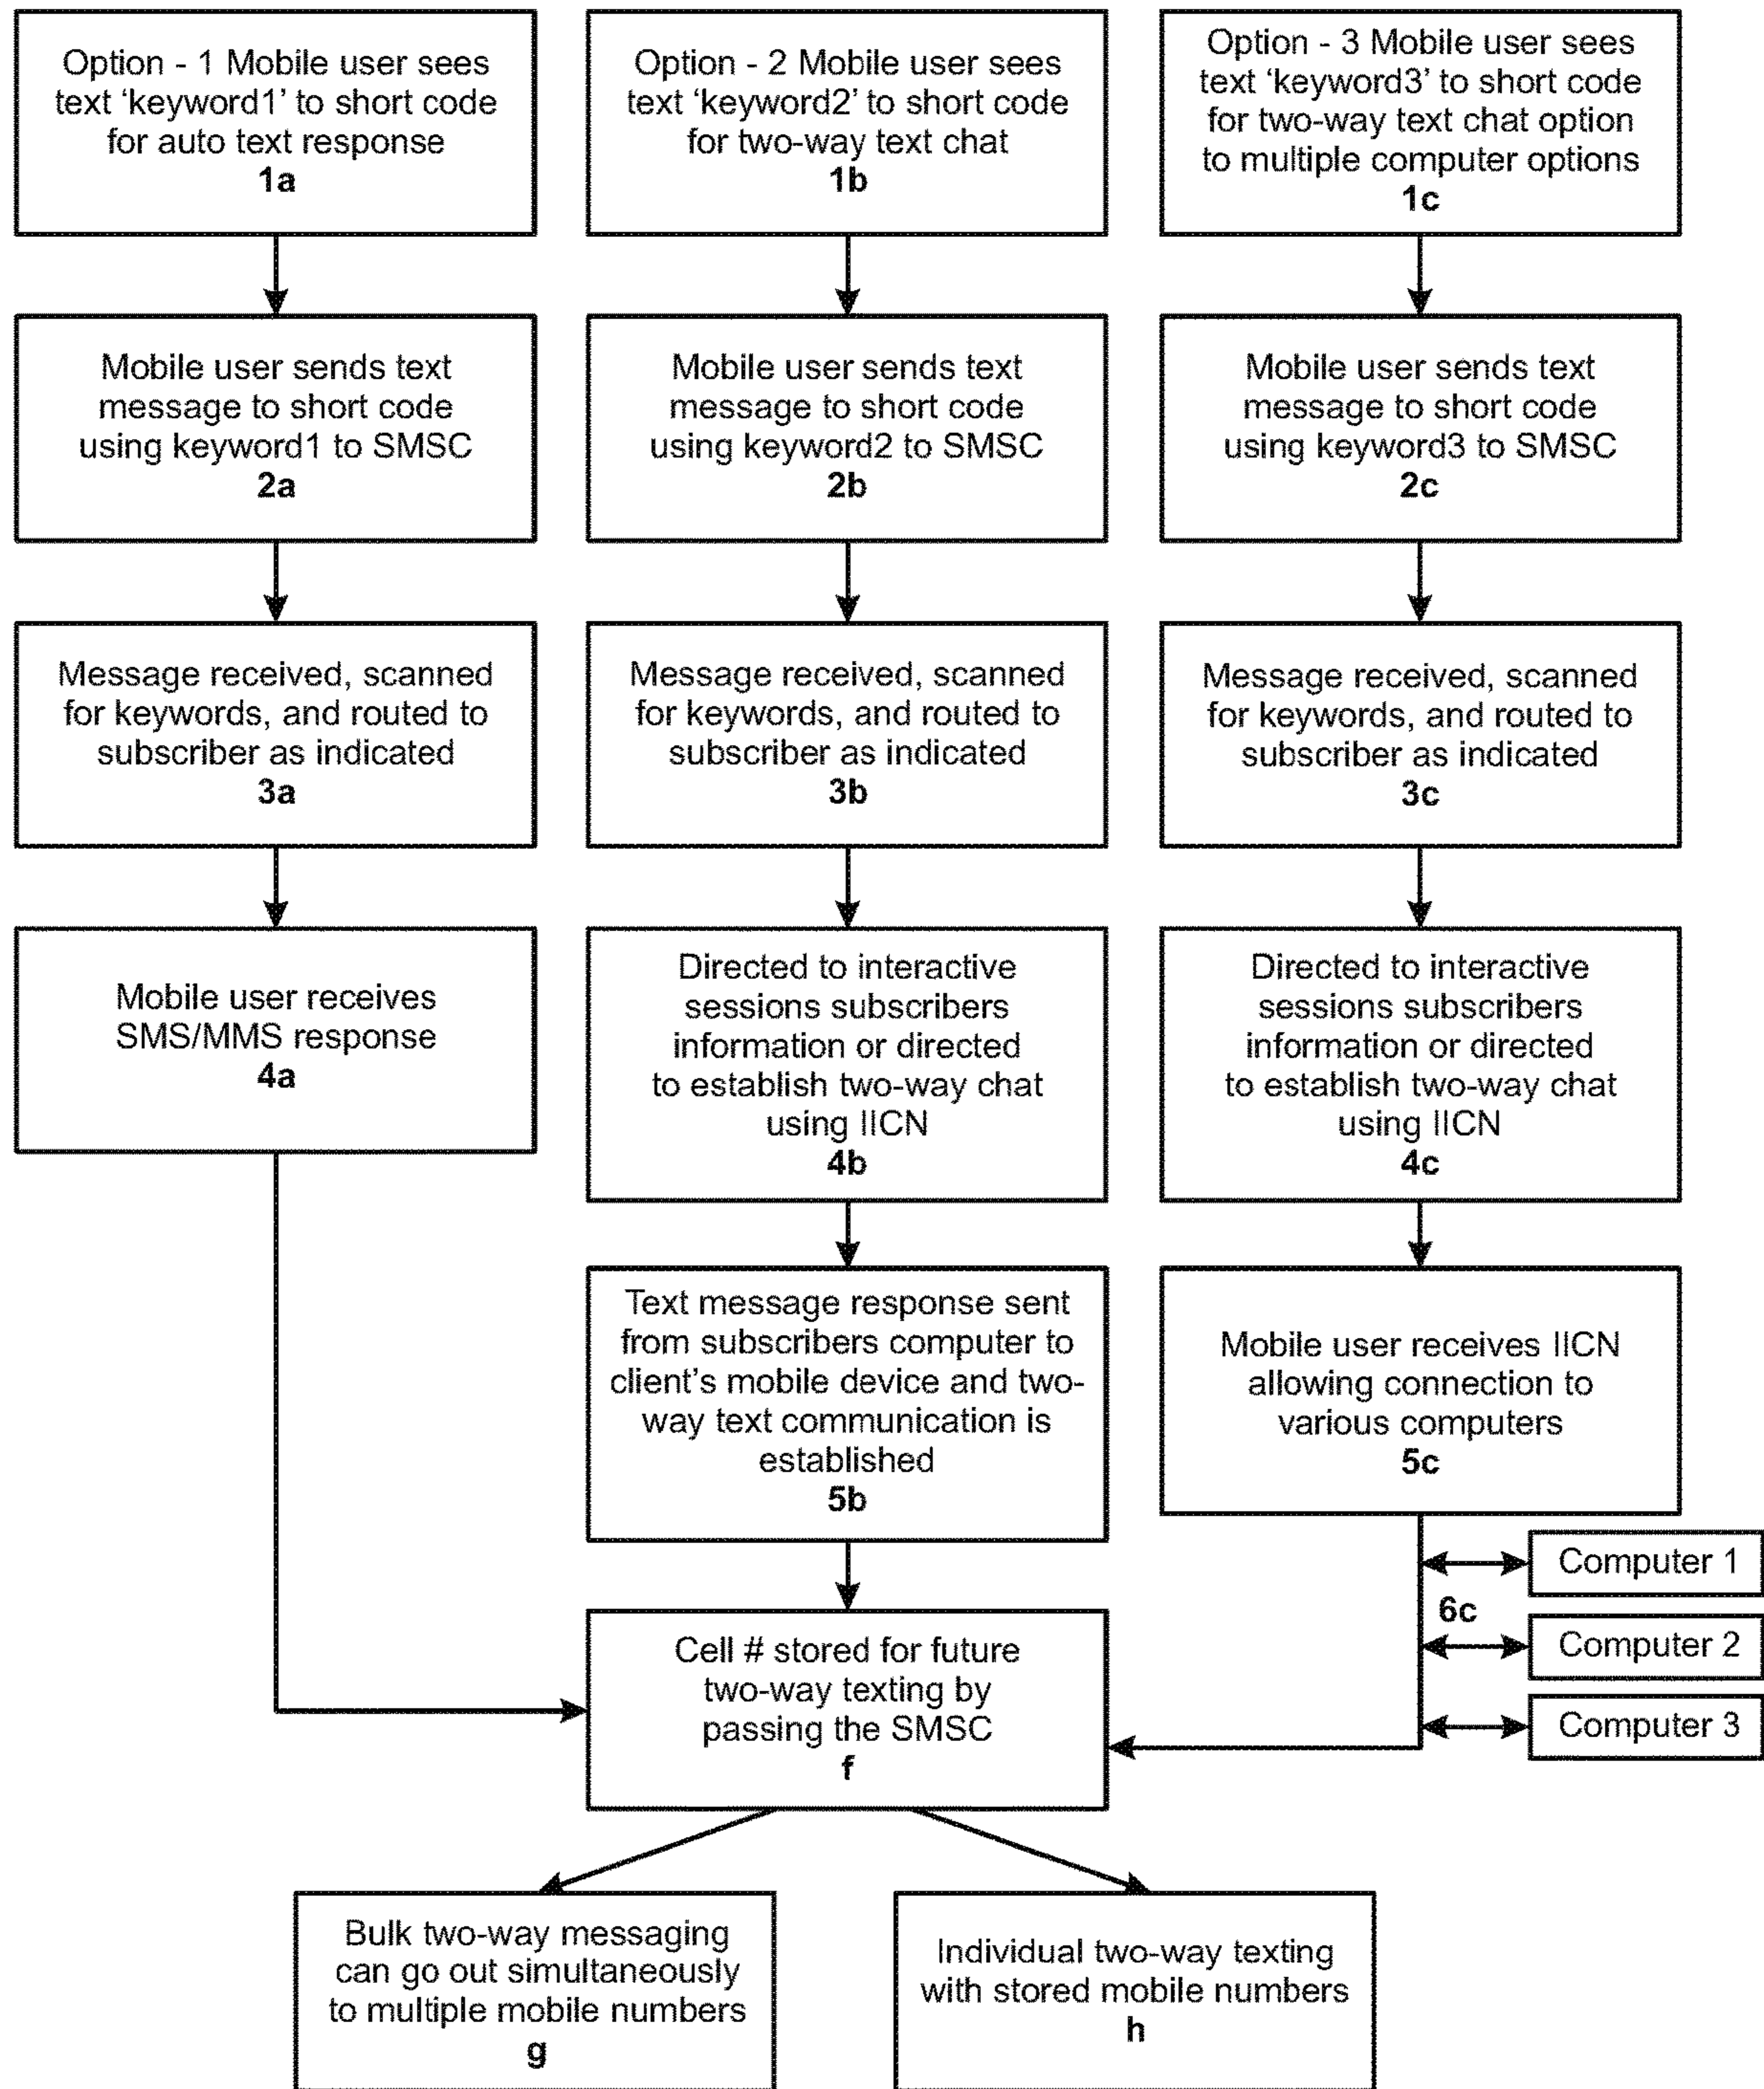 Option - 1 Mobile user sees
text ‘keyword1’ to short code
for auto text response
1a
Option - 2 Mobile user sees
text ‘keyword2’ to short code
for two-way text chat
1b
Option - 3 Mobile user sees
text ‘keyword3’ to short code
for two-way text chat option
to multiple computer options
1c
Mobile user sends text
message to short code
using keyword1 to SMSC
2a
Mobile user sends text
message to short code
using keyword2 to SMSC
2b
Mobile user sends text
message to short code
using keyword3 to SMSC
2c
Message received, scanned
for keywords, and routed to
subscriber as indicated
3a
Message received, scanned
for keywords, and routed to
subscriber as indicated
3b
Message received, scanned
for keywords, and routed to
subscriber as indicated
3c
Mobile user receives
SMS/MMS response
4a
Directed to interactive
sessions subscribers
information or directed
to establish two-way chat
using IICN
4b
Directed to interactive
sessions subscribers
information or directed
to establish two-way chat
using IICN
4c
Text message response sent
from subscribers computer to
client’s mobile device and two-
way text communication is
established
5b
Mobile user receives IICN
allowing connection to
various computers
5c
Computer 1
6c
Computer 2
Computer 3
Cell # stored for future
two-way texting by
passing the SMSC
f
Bulk two-way messaging
can go out simultaneously
to multiple mobile numbers
g
Individual two-way texting
with stored mobile numbers
h